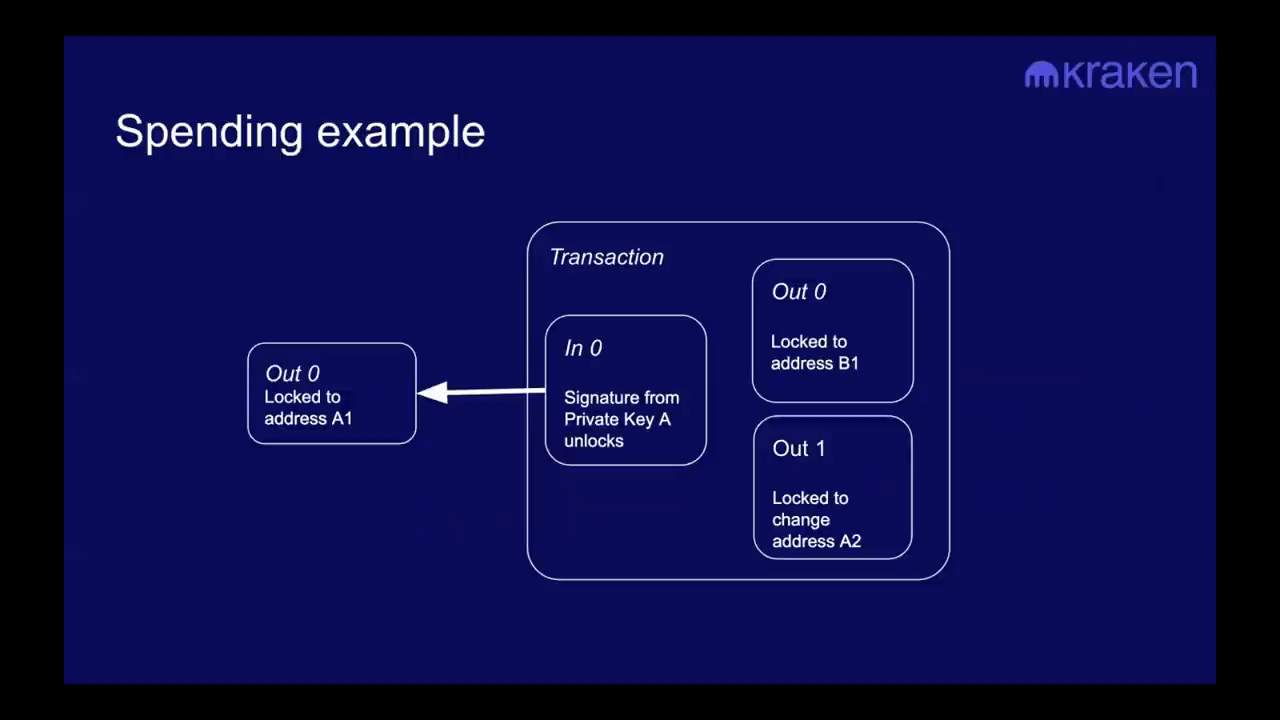 kraken
Spending example
Transaction
Out 0
Locked to
address A1
In 0
Signature from
Private Key A
unlocks
Out 0
Locked to
address B1
Out 1
Locked to
change
address A2